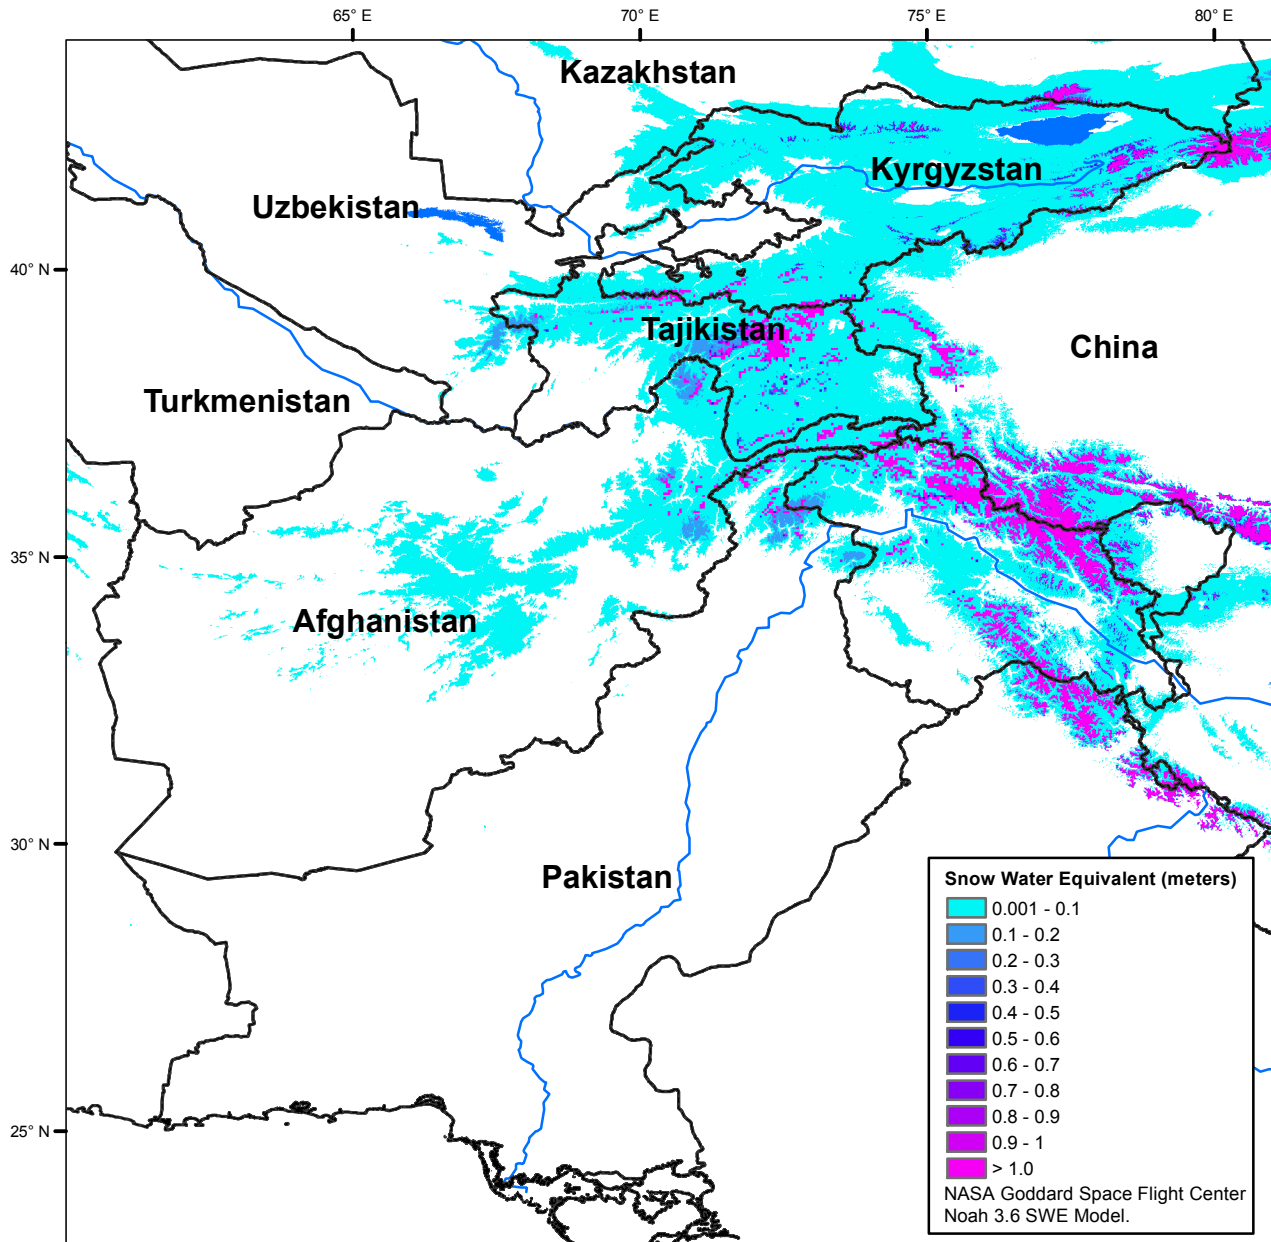 65° E
70° E
75° E
80° E
Kazakhstan
Kyrgyzstan
Uzbekistan
40° N
Tajikistan
China
Turkmenistan
35° N
Afghanistan
30° N
Pakistan
25° N
Snow Water Equivalent (meters)
0.001 - 0.1
0.1 - 0.2
0.2 - 0.3
0.3 - 0.4
0.4 - 0.5
0.5 - 0.6
0.6 - 0.7
0.7 - 0.8
0.8 - 0.9
0.9 - 1
> 1.0
NASA Goddard Space Flight Center
Noah 3.6 SWE Model.